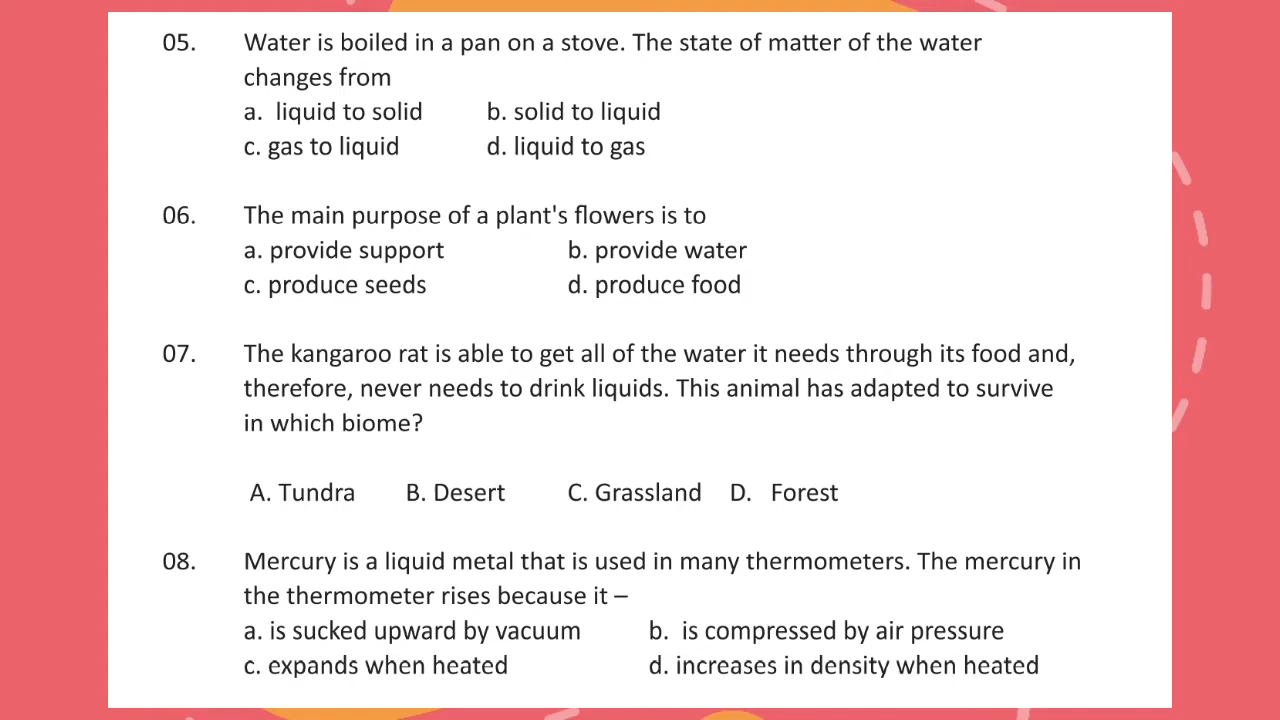 05. Water is boiled in a pan on a stove. The state of matter of the water
changes from
a. liquid to solid b. solid to liquid
c. gas to liquid d. liquid to gas
06. The main purpose of a plant's flowers is to
a. provide support b. provide water
c. produce seeds d. produce food
07. The kangaroo rat is able to get all of the water it needs through its food and,
therefore, never needs to drink liquids. This animal has adapted to survive
in which biome?
A. Tundra B. Desert C. Grassland D. Forest
08. Mercury is a liquid metal that is used in many thermometers. The mercury in
the thermometer rises because it –
a. is sucked upward by vacuum b. is compressed by air pressure
c. expands when heated d. increases in density when heated